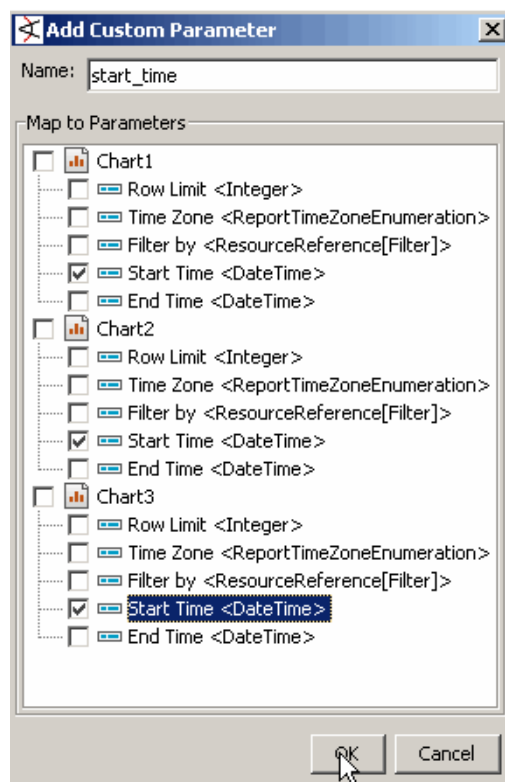 Add Custom Parameter
Name: start_time
Map to Parameters
Chart1
Row Limit <Integer>
Time Zone <ReportTimeZoneEnumeration>
Filter by <ResourceReference[Filter]>
Start Time <DateTime>
End Time <DateTime>
Chart2
Row Limit <Integer>
Time Zone <ReportTimeZoneEnumeration>
Filter by <ResourceReference[Filter]>
Start Time <DateTime>
End Time <DateTime>
Chart3
Row Limit <Integer>
Time Zone <ReportTimeZoneEnumeration>
Filter by <ResourceReference[Filter]>
Start Time <DateTime>
End Time <DateTime>
OK Cancel